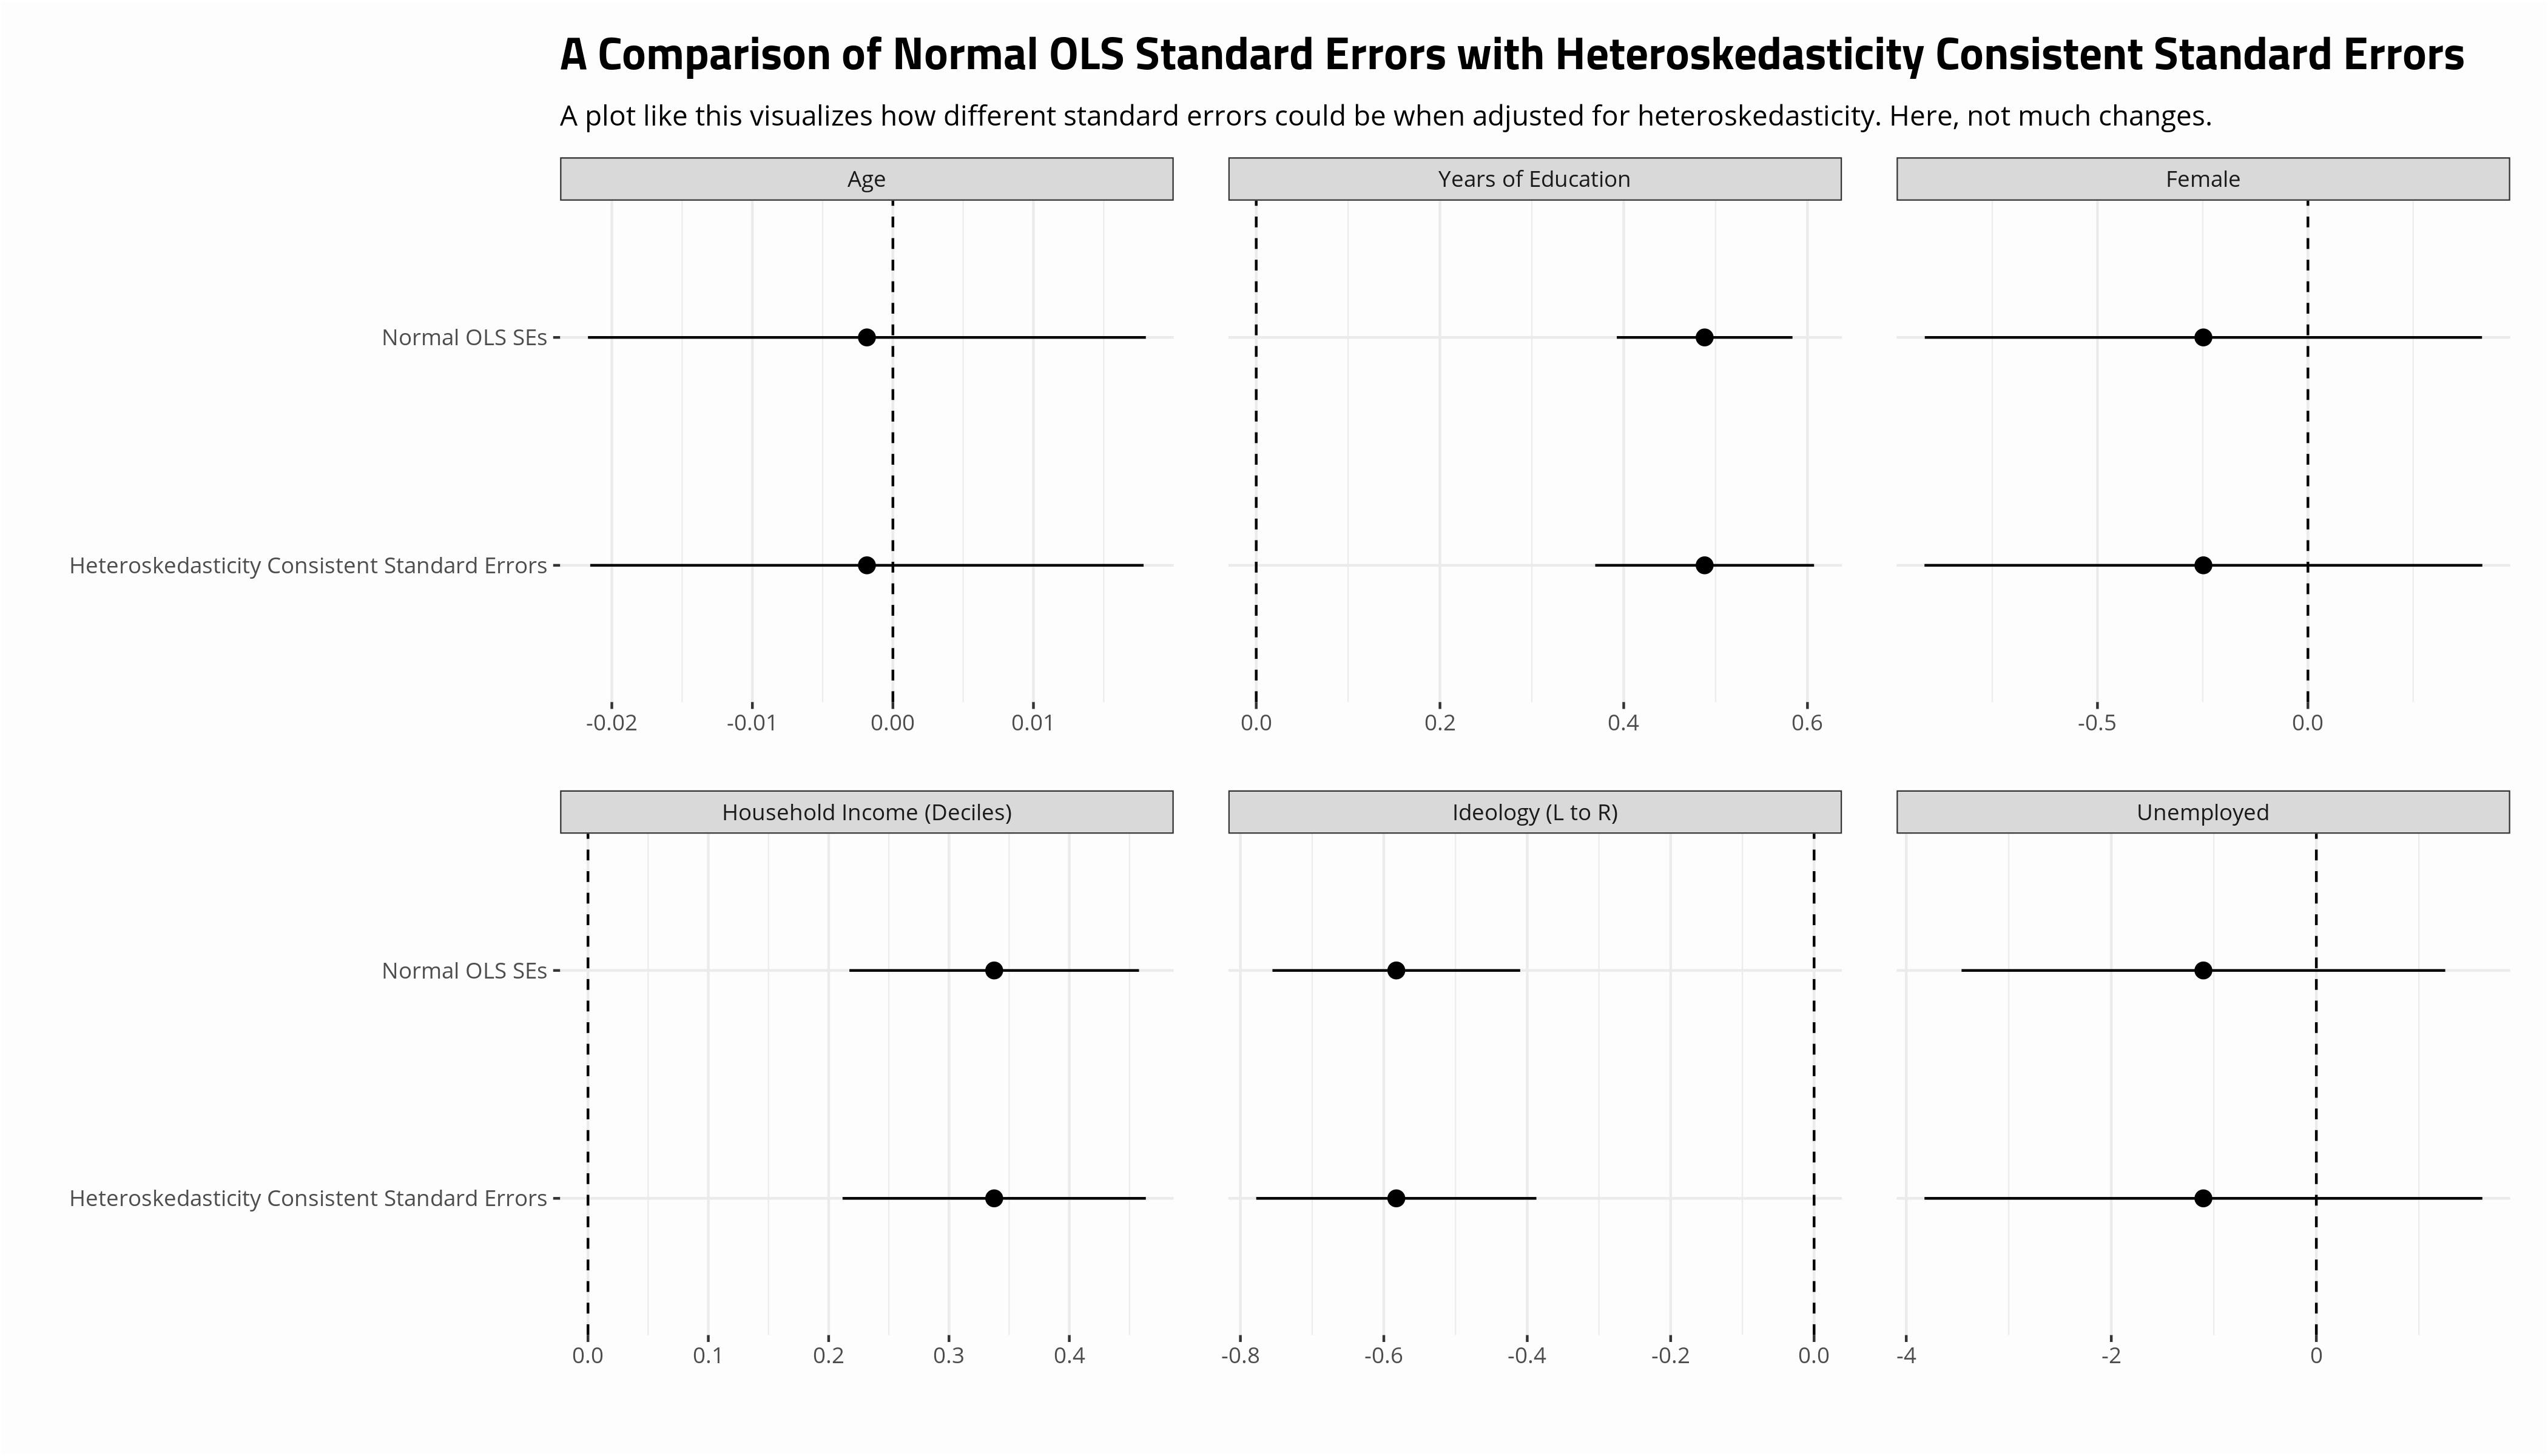 A Comparison of Normal OLS Standard Errors with Heteroskedasticity Consistent Standard Errors
A plot like this visualizes how different standard errors could be when adjusted for heteroskedasticity. Here, not much changes.
Age
Years of Education
Female
Normal OLS SEs
Heteroskedasticity Consistent Standard Errors
-0.02 -0.01 0.00 0.01
0.0 0.2 0.4 0.6
-0.5 0.0
Household Income (Deciles)
Ideology (L to R)
Unemployed
Normal OLS SEs
Heteroskedasticity Consistent Standard Errors
0.0 0.1 0.2 0.3 0.4
-0.8 -0.6 -0.4 -0.2 0.0
-4 -2 0